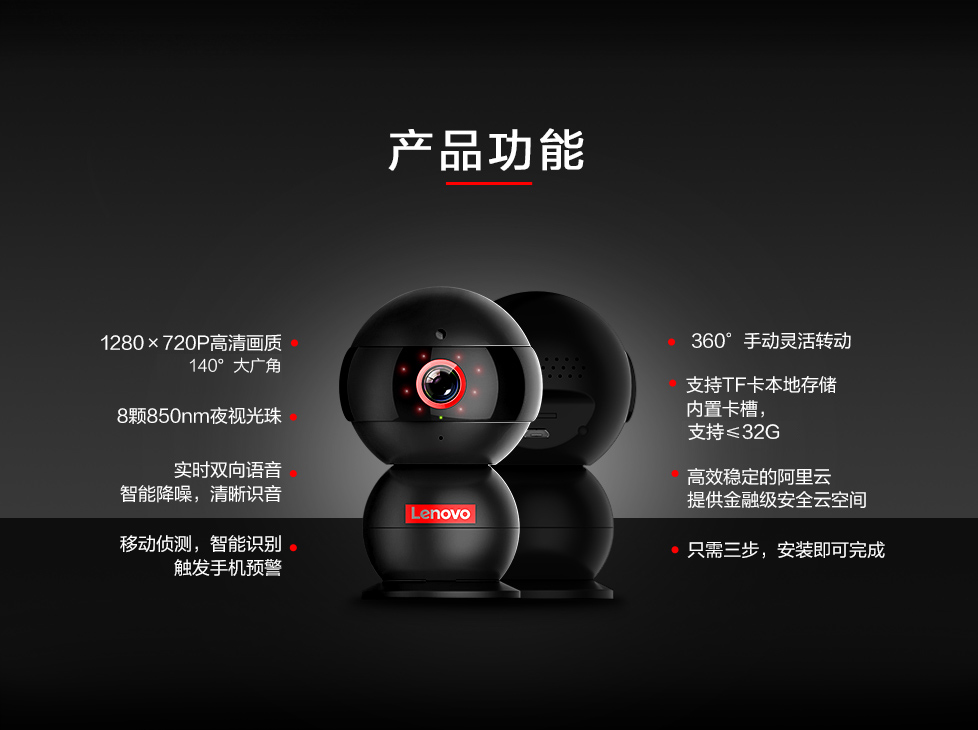 产品功能
1280×720P高清画质
140°大广角
8颗850nm夜视光珠
实时双向语音
智能降噪，清晰识音
移动侦测，智能识别
触发手机预警
Lenovo
360°手动灵活转动
支持TF卡本地存储
内置卡槽，
支持≤32G
高效稳定的阿里云
提供金融级安全云空间
只需三步，安装即可完成